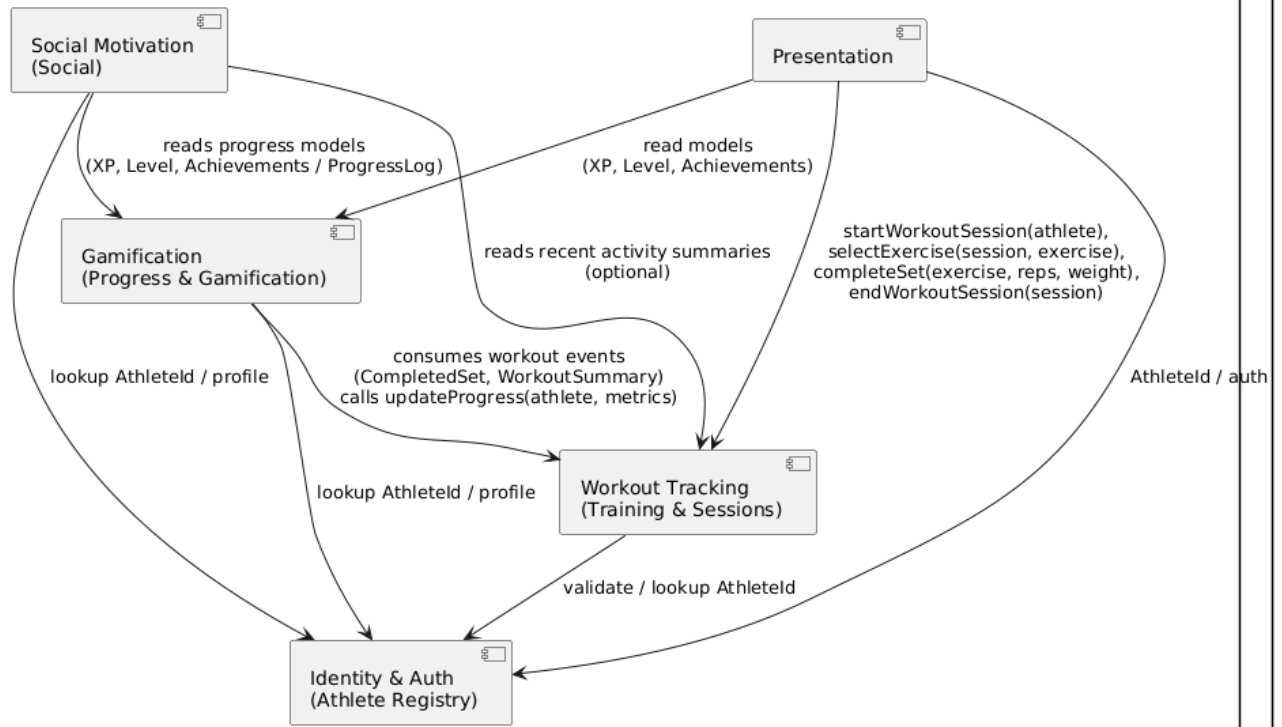 Social Motivation
(Social)
Presentation
reads progress models
(XP, Level, Achievements / ProgressLog)
read models
(XP, Level, Achievements)
Gamification
(Progress & Gamification)
reads recent activity summaries
(optional)
startWorkoutSession(athlete),
selectExercise(session, exercise),
completeSet(exercise, reps, weight),
endWorkoutSession(session)
lookup AthleteId / profile
consumes workout events
(CompletedSet, WorkoutSummary)
calls updateProgress(athlete, metrics)
AthleteId / auth
lookup AthleteId / profile
Workout Tracking
(Training & Sessions)
validate / lookup AthleteId
Identity & Auth
(Athlete Registry)